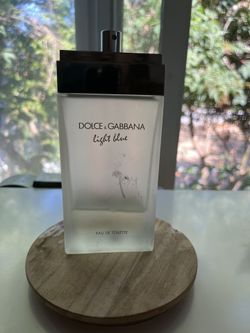 DOLCE & GABBANA
light blue
EAU DE TOILETTE